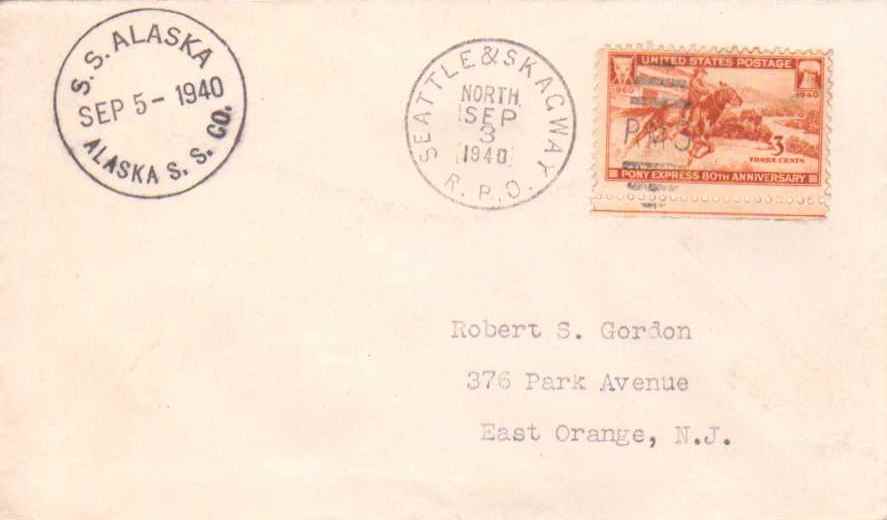 S. S. ALASKA
SEP 5 - 1940
ALASKA S. S. CO.
SEATTLE & SKAGWAY
NORTH
SEP
3
1940
R. P. O.
UNITED STATES POSTAGE
1860 1940
R.M.S.
3
THREE CENTS
PONY EXPRESS 80TH ANNIVERSARY
Robert S. Gordon
376 Park Avenue
East Orange, N.J.